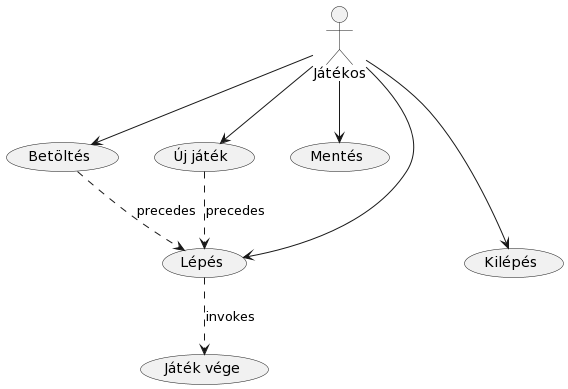 Játékos
Betöltés
Új játék
Mentés
precedes
precedes
Lépés
Kilépés
invokes
Játék vége